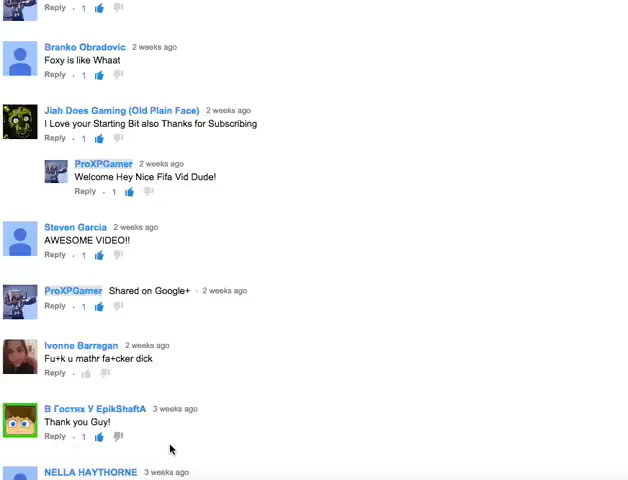 Reply · 1
Branko Obradovic 2 weeks ago
Foxy is like Whaat
Reply · 1
Jiah Does Gaming (Old Plain Face) 2 weeks ago
I Love your Starting Bit also Thanks for Subscribing
Reply · 1
ProXPGamer 2 weeks ago
Welcome Hey Nice Fifa Vid Dude!
Reply · 1
Steven Garcia 2 weeks ago
AWESOME VIDEO!!
Reply · 1
ProXPGamer Shared on Google+ · 2 weeks ago
Reply · 1
Ivonne Barragan 2 weeks ago
Fu+k u mathr fa+cker dick
Reply ·
В Гостях У EpikShaftA 3 weeks ago
Thank you Guy!
Reply · 1
NELLA HAYTHORNE 3 weeks ago